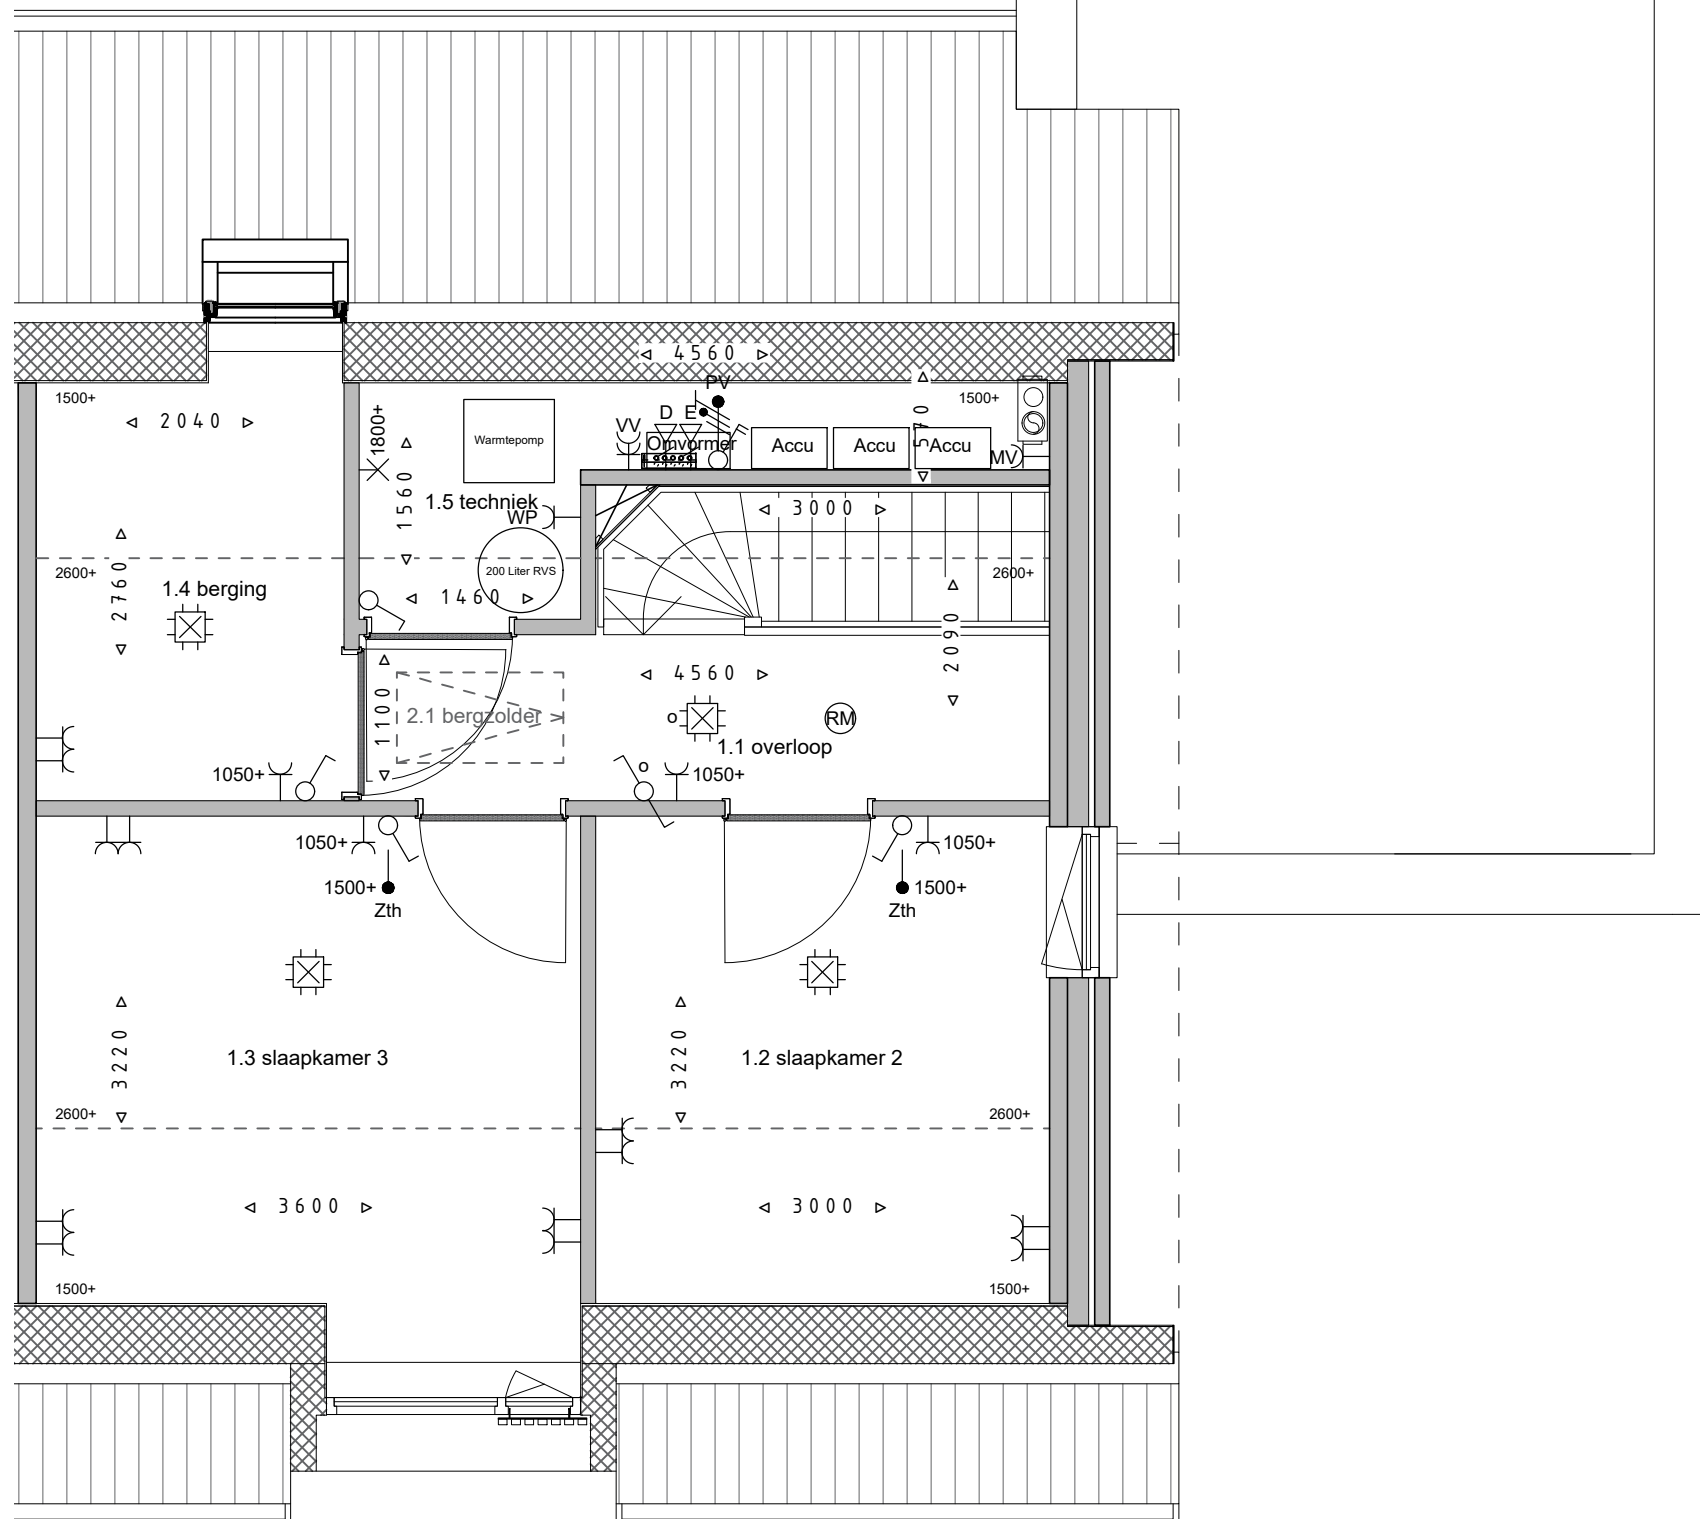 4560
PV
1500+
1500+
2040
1800+
D E
VV
Omvormer
Accu
Accu
Accu
570
MV
Warmtepomp
1560
1.5 techniek
WP
3000
2760
2600+
200 Liter RVS
2600+
1.4 berging
1460
2090
4560
1100
2.1 bergzolder
o
RM
1.1 overloop
1050+
o
1050+
1050+
1050+
1500+
1500+
Zth
Zth
3220
1.3 slaapkamer 3
3220
1.2 slaapkamer 2
2600+
2600+
3600
3000
1500+
1500+